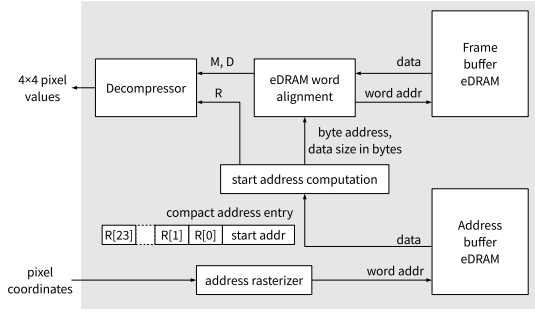 4×4 pixel
values
Decompressor
M, D
R
eDRAM word
alignment
data
word addr
Frame
buffer
eDRAM
byte address,
data size in bytes
start address computation
compact address entry
R[23]
R[1]
R[0]
start addr
data
Address
buffer
eDRAM
pixel
coordinates
address rasterizer
word addr